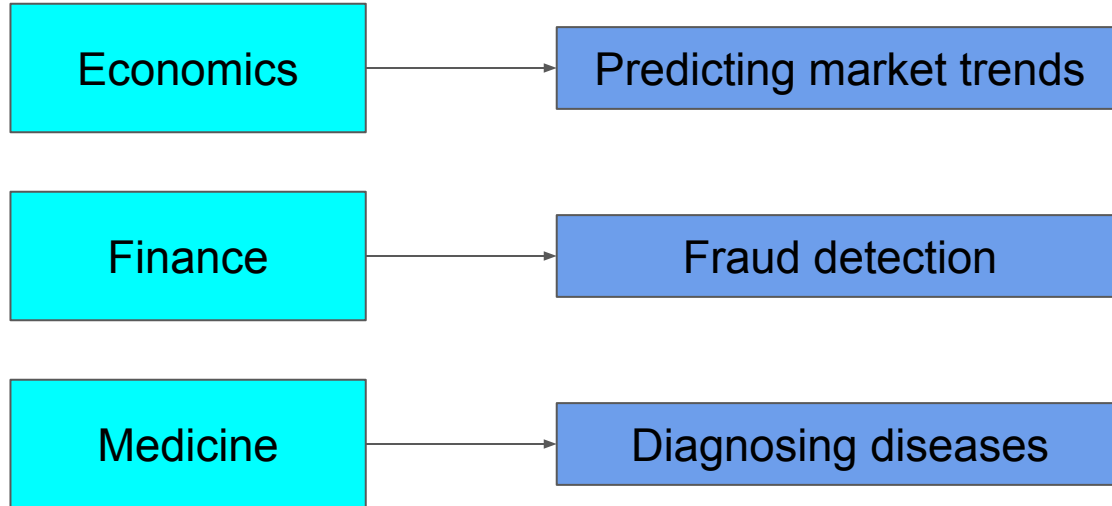 Economics
Predicting market trends
Finance
Fraud detection
Medicine
Diagnosing diseases